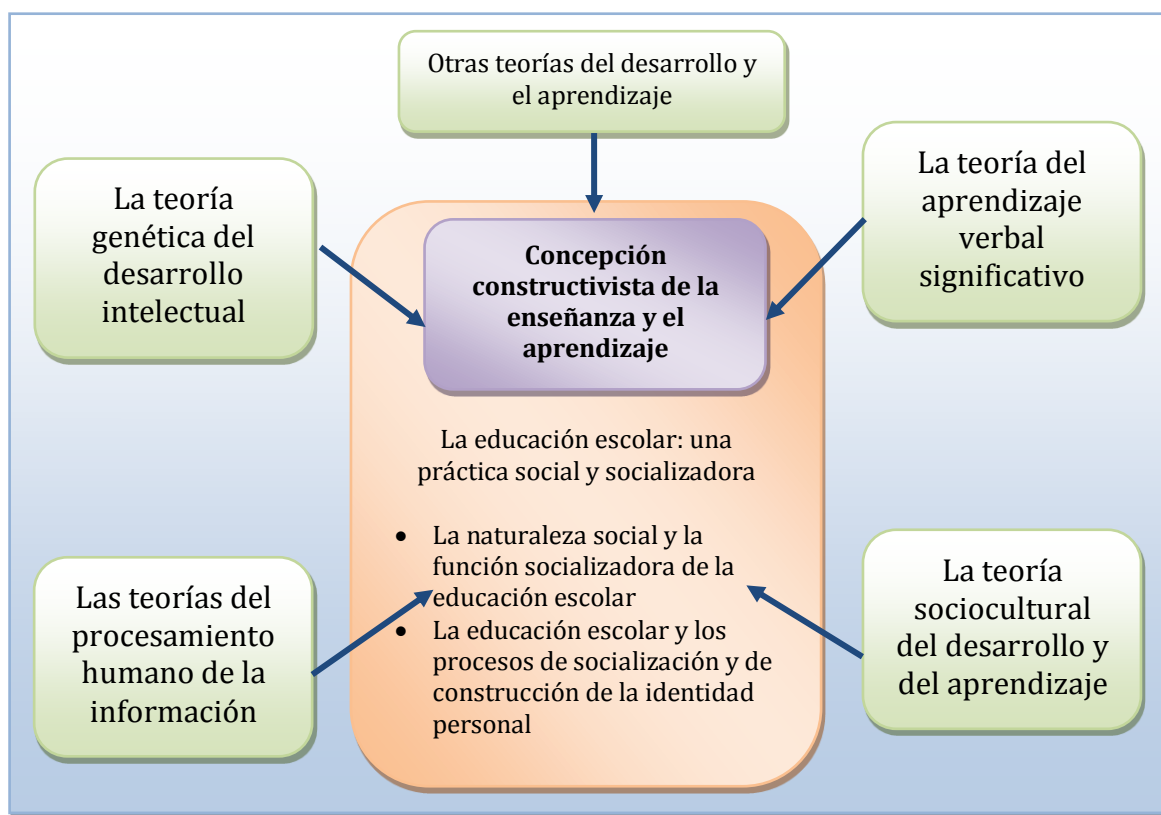 Otras teorías del desarrollo y
el aprendizaje
La teoría
genética del
desarrollo
intelectual
La teoría del
aprendizaje
verbal
significativo
Concepción
constructivista de la
enseñanza y el
aprendizaje
La educación escolar: una
práctica social y socializadora
• La naturaleza social y la
función socializadora de la
educación escolar
• La educación escolar y los
procesos de socialización y de
construcción de la identidad
personal
Las teorías del
procesamiento
humano de la
información
La teoría
sociocultural
del desarrollo y
del aprendizaje